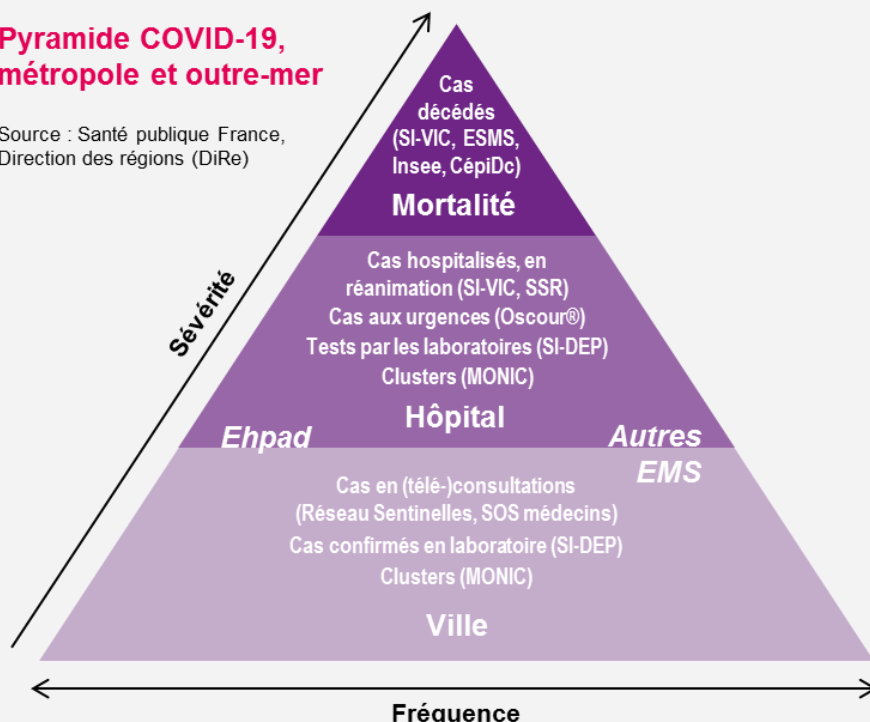 Pyramide COVID-19,
métropole et outre-mer
Source : Santé publique France,
Direction des régions (DiRe)
Sévérité
Cas
décédés
(SI-VIC, ESMS,
Insee, CépiDc)
Mortalité
Cas hospitalisés, en
réanimation (SI-VIC, SSR)
Cas aux urgences (Oscour®)
Tests par les laboratoires (SI-DEP)
Clusters (MONIC)
Hôpital
Ehpad
Autres
EMS
Cas en (télé-)consultations
(Réseau Sentinelles, SOS médecins)
Cas confirmés en laboratoire (SI-DEP)
Clusters (MONIC)
Ville
Fréquence